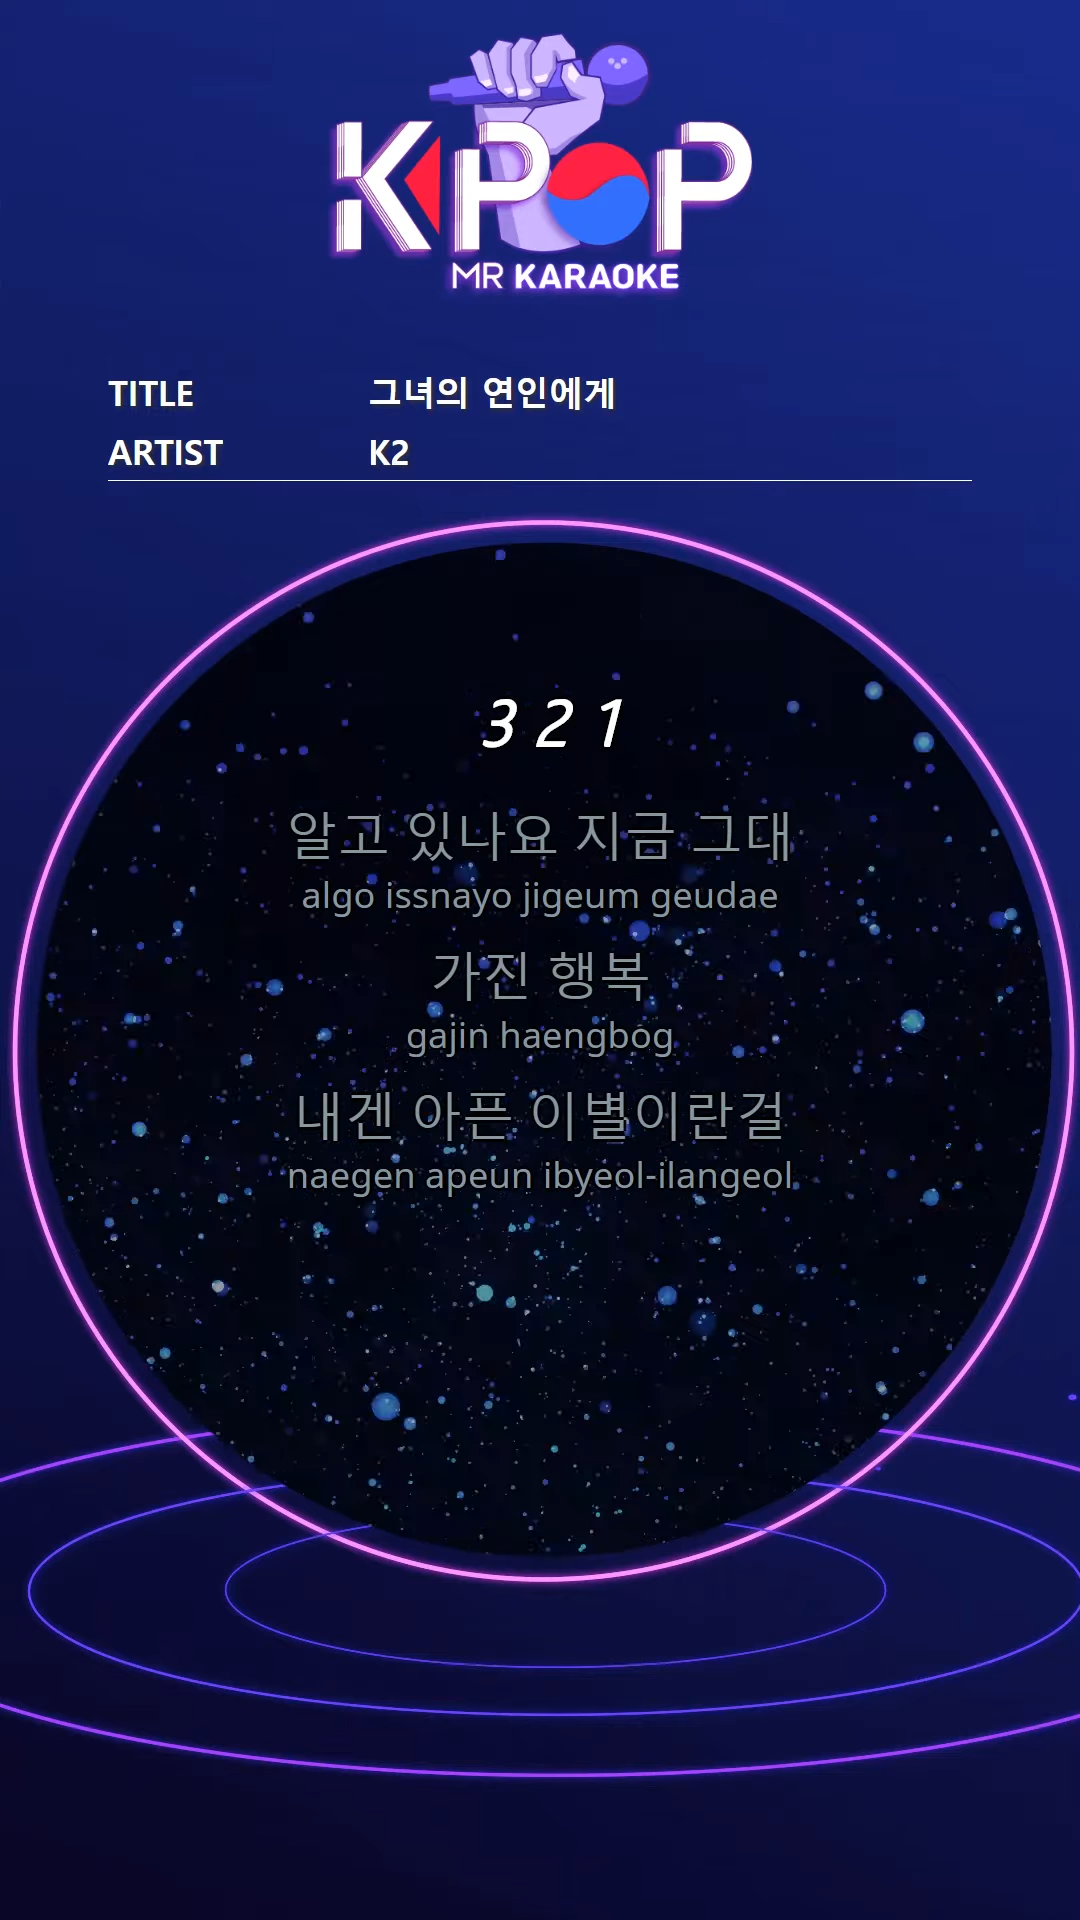 KPOP
MR KARAOKE
TITLE 그녀의 연인에게
ARTIST K2
3 2 1
알고 있나요 지금 그대
algo issnayo jigeum geudae
가진 행복
gajin haengbog
내겐 아픈 이별이란걸
naegen apeun ibyeol-ilangeol